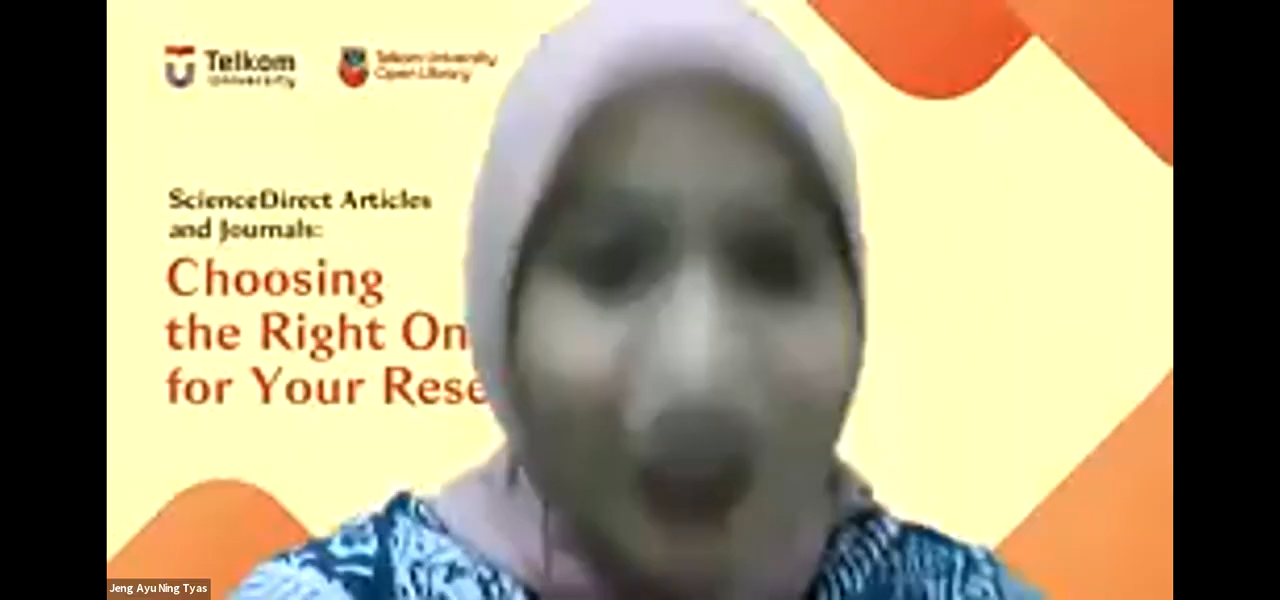 Telkom
University
Telkom University
Open Library
ScienceDirect Articles
and Journals:
Choosing
the Right On
for Your Rese
Jeng Ayu Ning Tyas